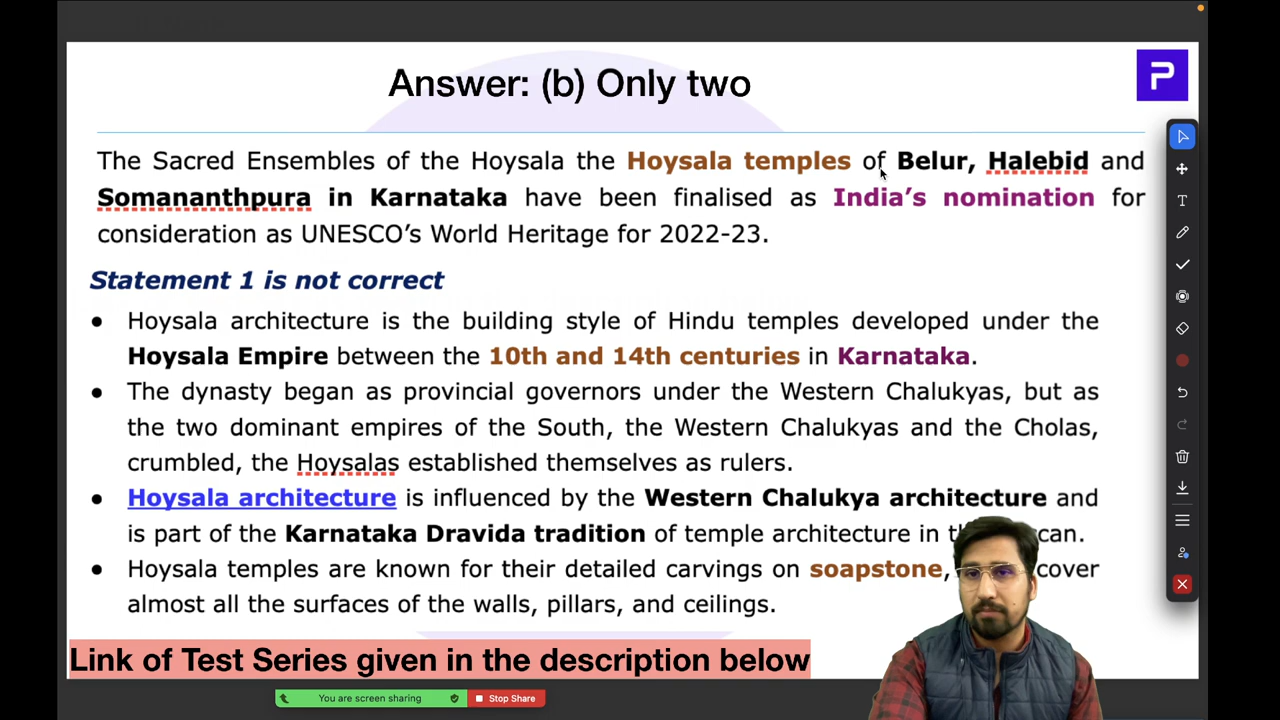 Answer: (b) Only two
P
The Sacred Ensembles of the Hoysala the Hoysala temples of Belur, Halebid and
Somananthpura in Karnataka have been finalised as India's nomination for
consideration as UNESCO's World Heritage for 2022-23.
Statement 1 is not correct
● Hoysala architecture is the building style of Hindu temples developed under the
Hoysala Empire between the 10th and 14th centuries in Karnataka.
● The dynasty began as provincial governors under the Western Chalukyas, but as
the two dominant empires of the South, the Western Chalukyas and the Cholas,
crumbled, the Hoysalas established themselves as rulers.
● Hoysala architecture is influenced by the Western Chalukya architecture and
is part of the Karnataka Dravida tradition of temple architecture in
● Hoysala temples are known for their detailed carvings on soapstone, cover
almost all the surfaces of the walls, pillars, and ceilings.
Link of Test Series given in the description below
You are screen sharing Stop Share